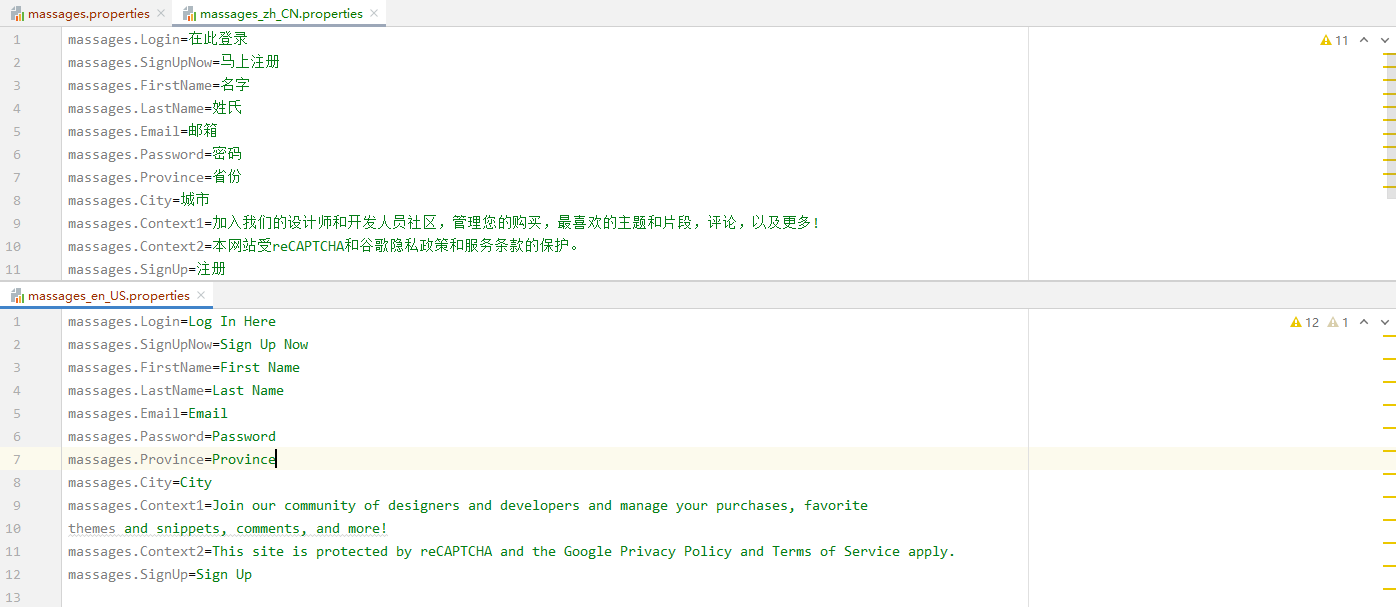 massages.properties massages_zh_CN.properties
11
1 massages.Login=在此登录
2 massages.SignUpNow=马上注册
3 massages.FirstName=名字
4 massages.LastName=姓氏
5 massages.Email=邮箱
6 massages.Password=密码
7 massages.Province=省份
8 massages.City=城市
9 massages.Context1=加入我们的设计师和开发人员社区，管理您的购买，最喜欢的主题和片段，评论，以及更多！
10 massages.Context2=本网站受reCAPTCHA和谷歌隐私政策和服务条款的保护。
11 massages.SignUp=注册
massages_en_US.properties
12 1
1 massages.Login=Log In Here
2 massages.SignUpNow=Sign Up Now
3 massages.FirstName=First Name
4 massages.LastName=Last Name
5 massages.Email=Email
6 massages.Password=Password
7 massages.Province=Province
8 massages.City=City
9 massages.Context1=Join our community of designers and developers and manage your purchases, favorite
10 themes and snippets, comments, and more!
11 massages.Context2=This site is protected by reCAPTCHA and the Google Privacy Policy and Terms of Service apply.
12 massages.SignUp=Sign Up
13